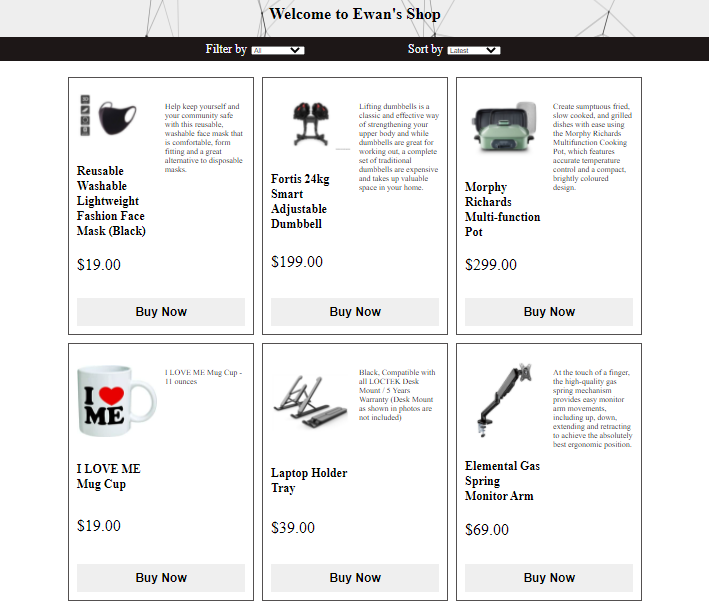 Welcome to Ewan's Shop
Filter by All Sort by Latest
Help keep yourself and
your community safe
with this reusable,
washable face mask that
is comfortable, form
fitting and a great
alternative to disposable
masks.
Reusable
Washable
Lightweight
Fashion Face
Mask (Black)
$19.00
Buy Now
Lifting dumbbells is a
classic and effective way
of strengthening your
upper body and while
dumbbells are great for
working out, a complete
set of traditional
dumbbells are expensive
and takes up valuable
space in your home.
Fortis 24kg
Smart
Adjustable
Dumbbell
$199.00
Buy Now
Create sumptuous fried,
slow cooked, and grilled
dishes with ease using
the Morphy Richards
Multifunction Cooking
Pot, which features
accurate temperature
control and a compact,
brightly coloured
design.
Morphy
Richards
Multi-function
Pot
$299.00
Buy Now
I ❤ ME
I LOVE ME Mug Cup -
11 ounces
I LOVE ME
Mug Cup
$19.00
Buy Now
Black, Compatible with
all LOCTEK Desk
Mount / 5 Years
Warranty (Desk Mount
as shown in photos are
not included)
Laptop Holder
Tray
$39.00
Buy Now
At the touch of a finger,
the high-quality gas
spring mechanism
provides easy monitor
arm movements,
including up, down,
extending and retracting
to achieve the absolutely
best ergonomic position.
Elemental Gas
Spring
Monitor Arm
$69.00
Buy Now